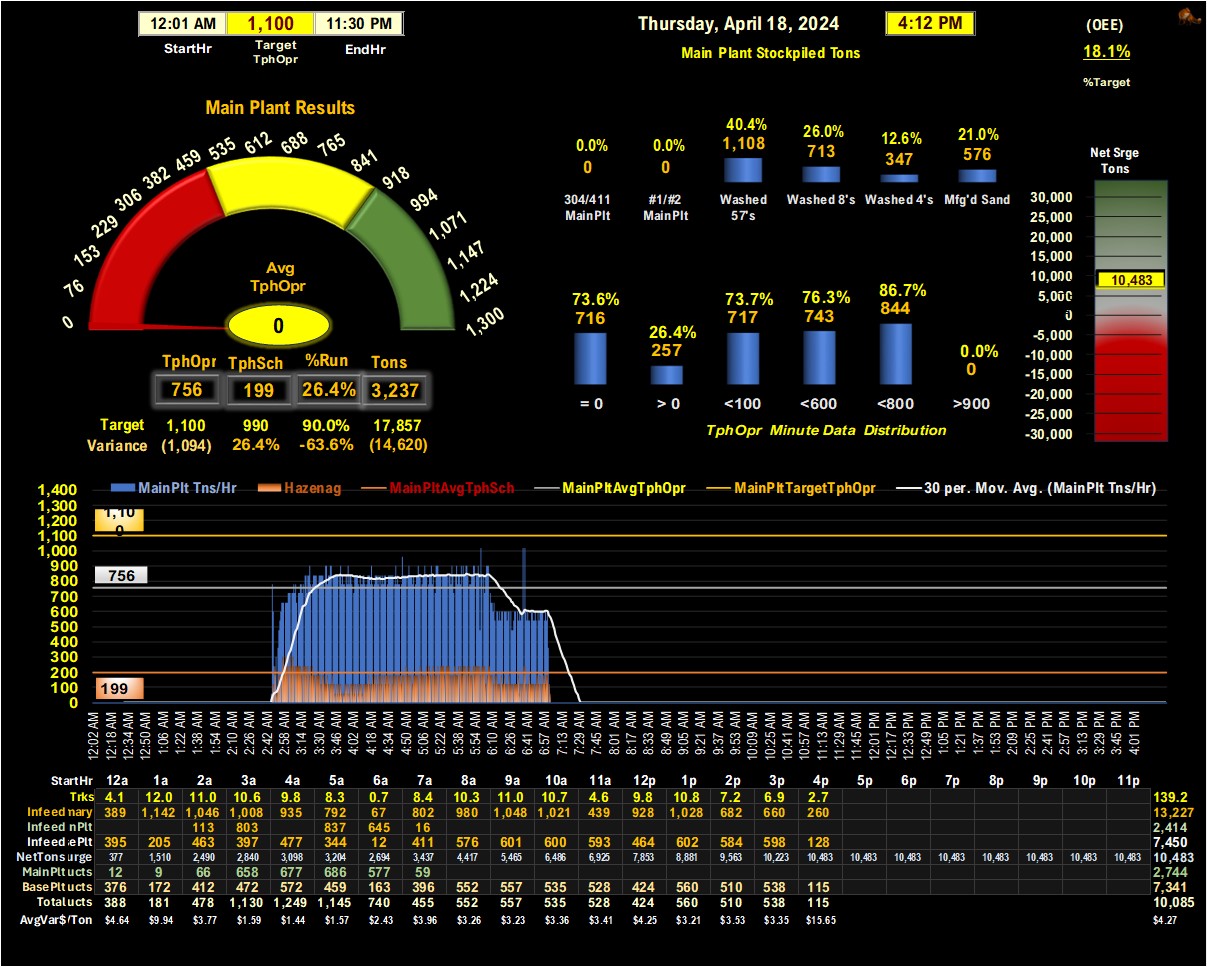 12:01 AM 1,100 11:30 PM
StartHr Target TphOpr EndHr
Thursday, April 18, 2024 4:12 PM
Main Plant Stockpiled Tons
(OEE)
18.1%
%Target
Main Plant Results
0 76 153 229 306 382 459 535 612 688 765 841 918 994 1,071 1,147 1,224 1,300
Avg
TphOpr
0
TphOpr TphSch %Run Tons
756 199 26.4% 3,237
Target 1,100 990 90.0% 17,857
Variance (1,094) 26.4% -63.6% (14,620)
0.0% 0.0% 40.4% 26.0% 12.6% 21.0%
0 0 1,108 713 347 576
304/411 #1/#2 Washed Washed 8's Washed 4's Mfg'd Sand
MainPlt MainPlt 57's
73.6% 26.4% 73.7% 76.3% 86.7% 0.0%
716 257 717 743 844 0
= 0 > 0 <100 <600 <800 >900
TphOpr Minute Data Distribution
Net Srge
Tons
30,000
25,000
20,000
15,000
10,000
10,483
5,000
0
-5,000
-10,000
-15,000
-20,000
-25,000
-30,000
MainPlt Tns/Hr Hazenag MainPltAvgTphSch MainPltAvgTphOpr MainPltTargetTphOpr 30 per. Mov. Avg. (MainPlt Tns/Hr)
1,400
1,300
1,200
1,100
1,000
900
800
700
600
500
400
300
200
100
0
1,100
756
199
12:02 AM 12:18 AM 12:34 AM 12:50 AM 1:06 AM 1:22 AM 1:38 AM 1:54 AM 2:10 AM 2:26 AM 2:42 AM 2:58 AM 3:14 AM 3:30 AM 3:46 AM 4:02 AM 4:18 AM 4:34 AM 4:50 AM 5:06 AM 5:22 AM 5:38 AM 5:54 AM 6:10 AM 6:26 AM 6:41 AM 6:57 AM 7:13 AM 7:29 AM 7:45 AM 8:01 AM 8:17 AM 8:33 AM 8:49 AM 9:05 AM 9:21 AM 9:37 AM 10:09 AM 10:25 AM 10:41 AM 10:57 AM 11:13 AM 11:29 AM 11:45 AM 12:01 PM 12:17 PM 12:33 PM 12:49 PM 1:05 PM 1:21 PM 1:37 PM 1:53 PM 2:09 PM 2:25 PM 2:41 PM 2:57 PM 3:13 PM 3:29 PM 3:45 PM 4:01 PM
StartHr 12a 1a 2a 3a 4a 5a 6a 7a 8a 9a 10a 11a 12p 1p 2p 3p 4p 5p 6p 7p 8p 9p 10p 11p
Trks 4.1 12.0 11.0 10.6 9.8 8.3 0.7 8.4 10.3 11.0 10.7 4.6 9.8 10.8 7.2 6.9 2.7 139.2
Infeed mary 389 1,142 1,046 1,008 935 792 67 802 980 1,048 1,021 439 928 1,028 682 660 260 13,227
Infeed nPlt 113 803 837 645 16 2,414
Infeed ePlt 395 205 463 397 477 344 12 411 576 601 600 593 464 602 584 598 128 7,450
NetTons urge 377 1,510 2,490 2,840 3,098 3,204 2,694 3,437 4,417 5,465 6,486 6,925 7,853 8,881 9,563 10,223 10,483 10,483 10,483 10,483 10,483 10,483 10,483 10,483 10,483
MainPlt ucts 12 9 66 658 677 686 577 59 2,744
BasePlt ucts 376 172 412 472 572 459 163 396 552 557 535 528 424 560 510 538 115 7,341
Total ucts 388 181 478 1,130 1,249 1,145 740 455 552 557 535 528 424 560 510 538 115 10,085
AvgVar$/Ton $4.64 $9.94 $3.77 $1.59 $1.44 $1.57 $2.43 $3.96 $3.26 $3.23 $3.36 $3.41 $4.25 $3.21 $3.53 $3.35 $15.65 $4.27